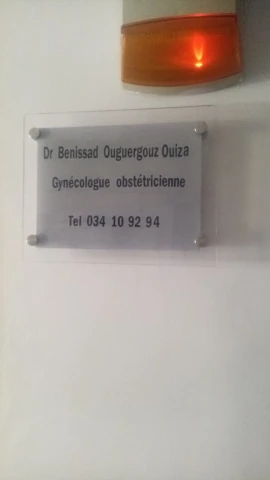 Dr Benissad Ouguergouz Ouiza
Gynécologue obstétricienne
Tel 034 10 92 94